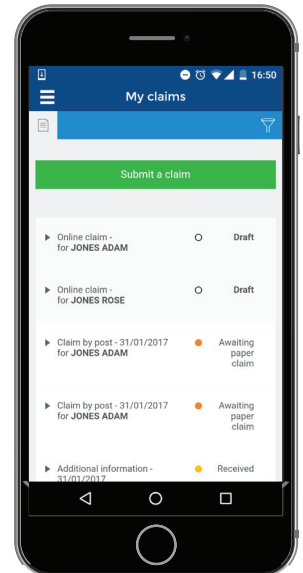 16:50
My claims
Submit a claim
Online claim -
for JONES ADAM
Draft
Online claim -
for JONES ROSE
Draft
Claim by post - 31/01/2017
for JONES ADAM
Awaiting
paper
claim
Claim by post - 31/01/2017
for JONES ADAM
Awaiting
paper
claim
Additional information -
31/01/2017
Received